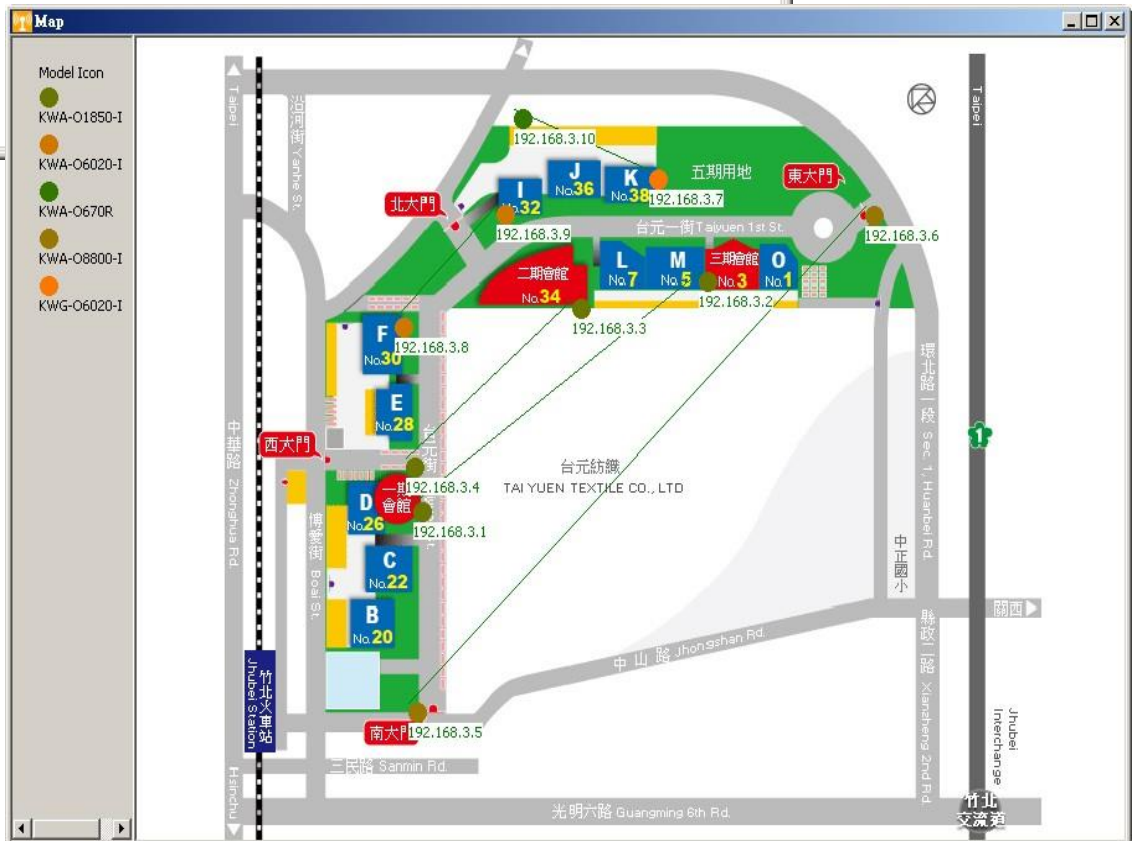 Map
Model Icon
KWA-O1850-I
KWA-O6020-I
KWA-O670R
KWA-O8800-I
KWG-O6020-I
Taipei
沿河街 Yanhe St.
Taipei
192.168.3.10
J
No.36
K
No.38
I
No.32
五期用地
東大門
192.168.3.7
北大門
台元一街 Taiyuen 1st St.
192.168.3.9
192.168.3.6
二期會館
No.34
L
No.7
M
No.5
三期會館
No.3
O
No.1
192.168.3.2
192.168.3.3
F
No.30
192.168.3.8
E
No.28
環北路一段 Sec. 1, Huanbei Rd.
中華路 Zhonghua Rd.
西大門
台元街
1
台元紡織
TAI YUEN TEXTILE CO., LTD
192.168.3.4
D
No.26
一期
會館
192.168.3.1
博愛街 Boai St.
C
No.22
中正國小
B
No.20
關西
縣政二路 Xianzheng 2nd Rd.
中山路 Jhongshan Rd.
竹北火車站
Jhubei Station
南大門
192.168.3.5
Jhubei
Interchange
三民路 Sanmin Rd.
Hsinchu
光明六路 Guangming 6th Rd.
竹北
交流道